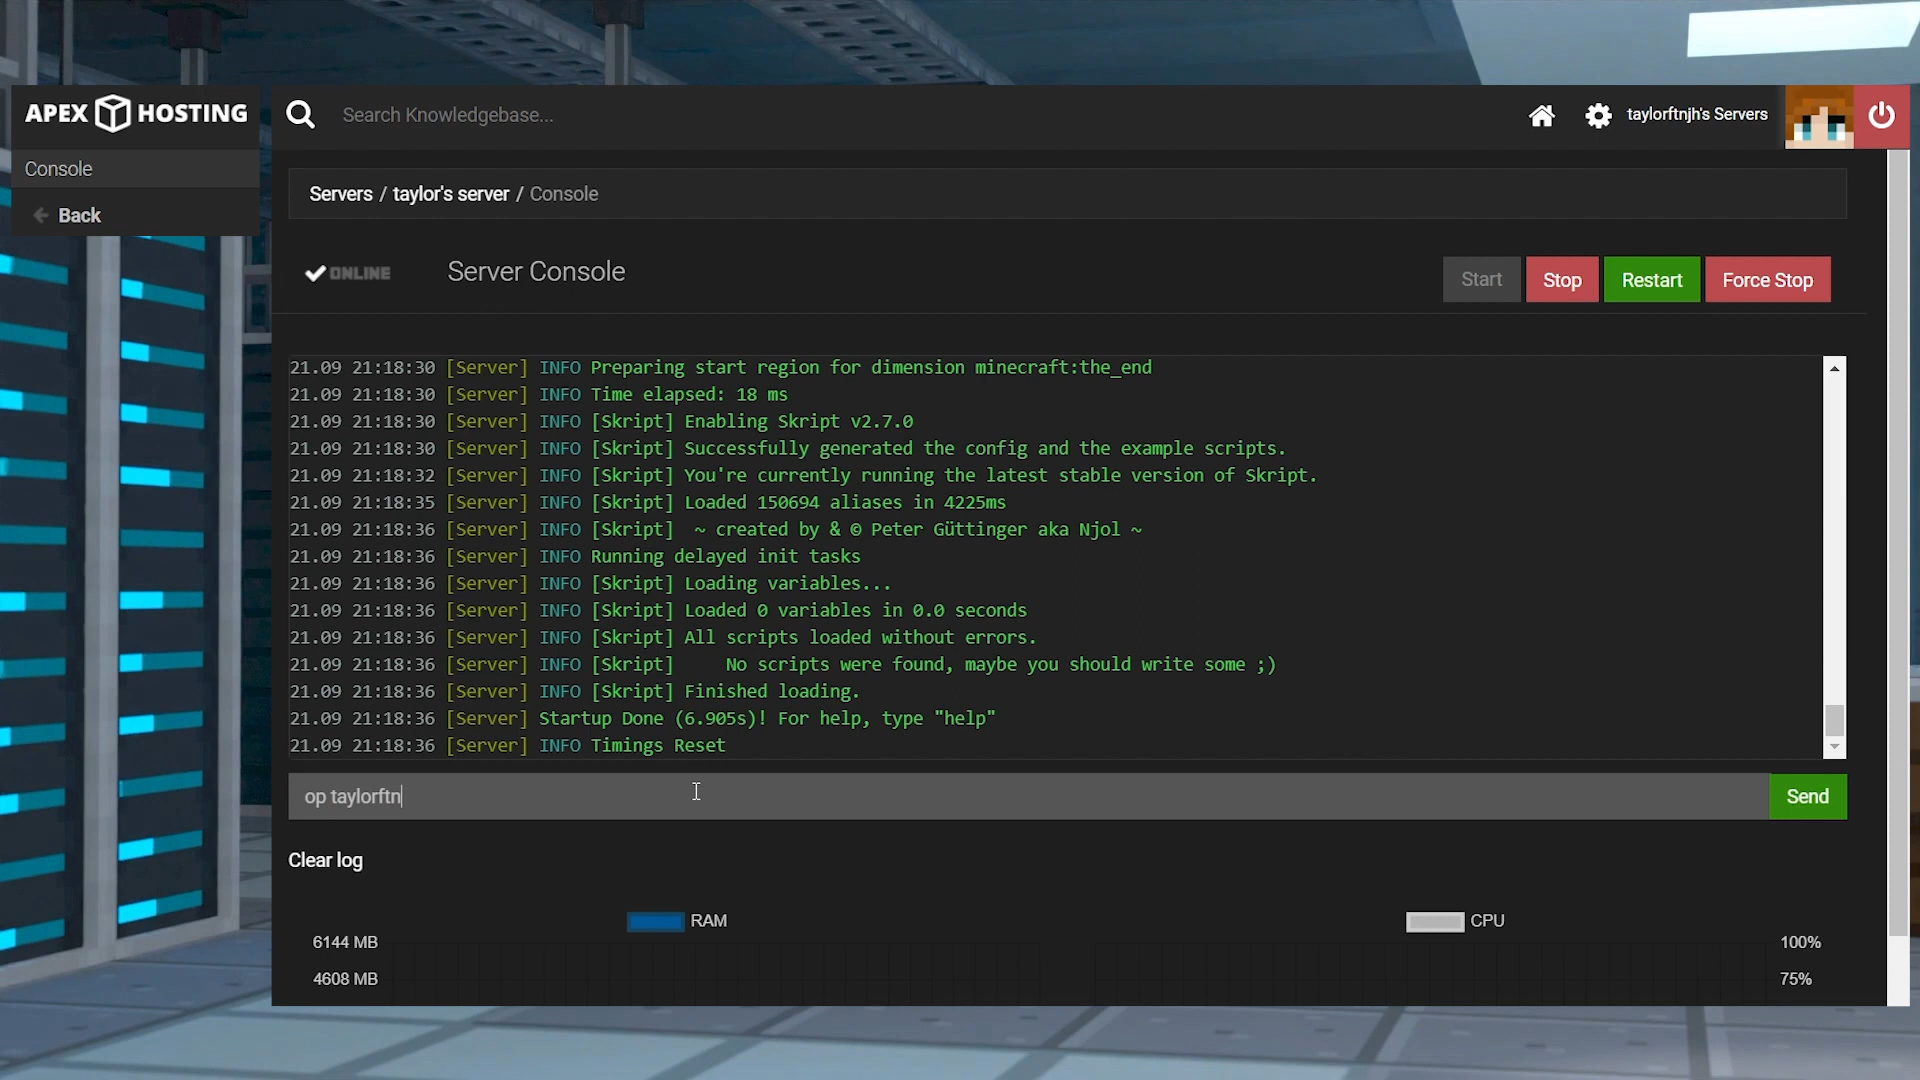 APEX HOSTING
Search Knowledgebase...
taylorftnjh's Servers
Console
Back
Servers / taylor's server / Console
ONLINE
Server Console
Start
Stop
Restart
Force Stop
21.09 21:18:30 [Server] INFO Preparing start region for dimension minecraft:the_end
21.09 21:18:30 [Server] INFO Time elapsed: 18 ms
21.09 21:18:30 [Server] INFO [Skript] Enabling Skript v2.7.0
21.09 21:18:30 [Server] INFO [Skript] Successfully generated the config and the example scripts.
21.09 21:18:32 [Server] INFO [Skript] You're currently running the latest stable version of Skript.
21.09 21:18:35 [Server] INFO [Skript] Loaded 150694 aliases in 4225ms
21.09 21:18:36 [Server] INFO [Skript] ~ created by & © Peter Güttinger aka Njol ~
21.09 21:18:36 [Server] INFO Running delayed init tasks
21.09 21:18:36 [Server] INFO [Skript] Loading variables...
21.09 21:18:36 [Server] INFO [Skript] Loaded 0 variables in 0.0 seconds
21.09 21:18:36 [Server] INFO [Skript] All scripts loaded without errors.
21.09 21:18:36 [Server] INFO [Skript] No scripts were found, maybe you should write some ;)
21.09 21:18:36 [Server] INFO [Skript] Finished loading.
21.09 21:18:36 [Server] Startup Done (6.905s)! For help, type "help"
21.09 21:18:36 [Server] INFO Timings Reset
op taylorftn
Send
Clear log
RAM
CPU
6144 MB
100%
4608 MB
75%